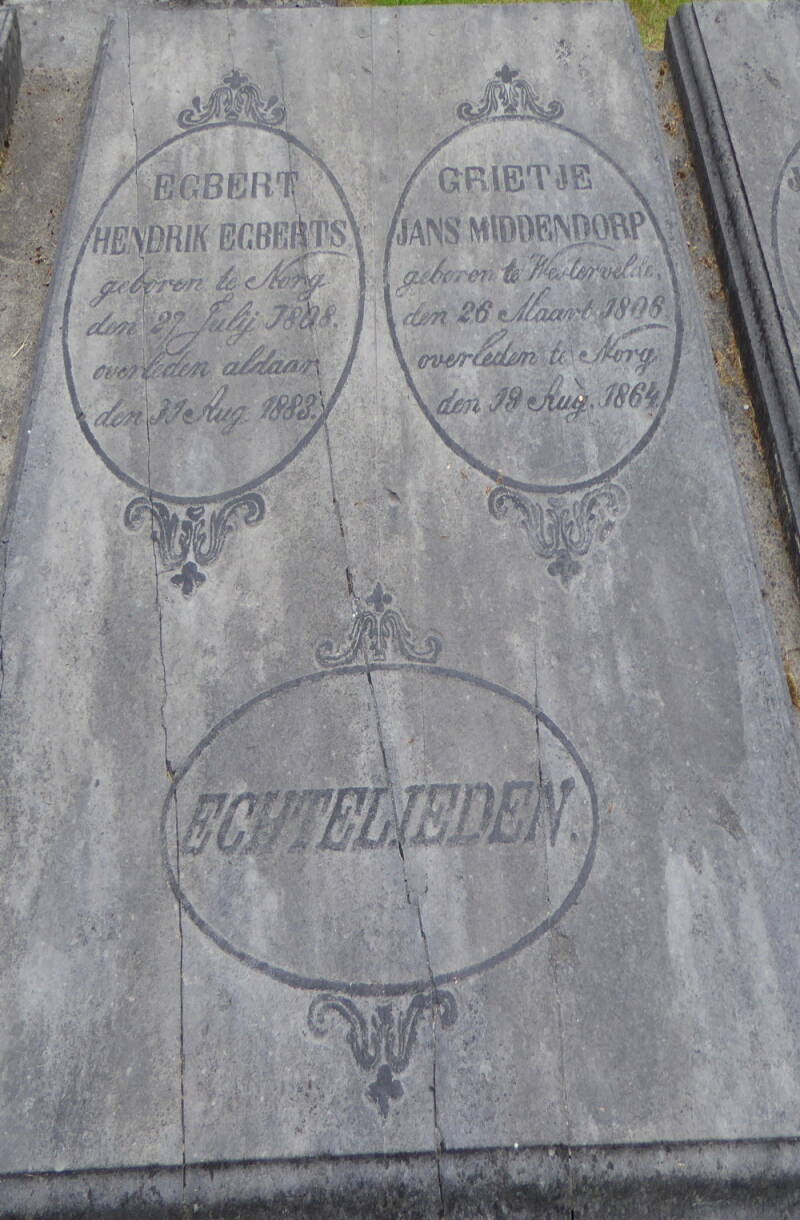 EGBERT
HENDRIK EGBERTS
geboren te Norg
den 27 Julij 1808.
overleden aldaar
den 31 Aug. 1883.
GRIETJE
JANS MIDDENDORP
geboren te Westervelde.
den 26 Maart 1806
overleden te Norg
den 19 Aug. 1864.
ECHTELIEDEN.